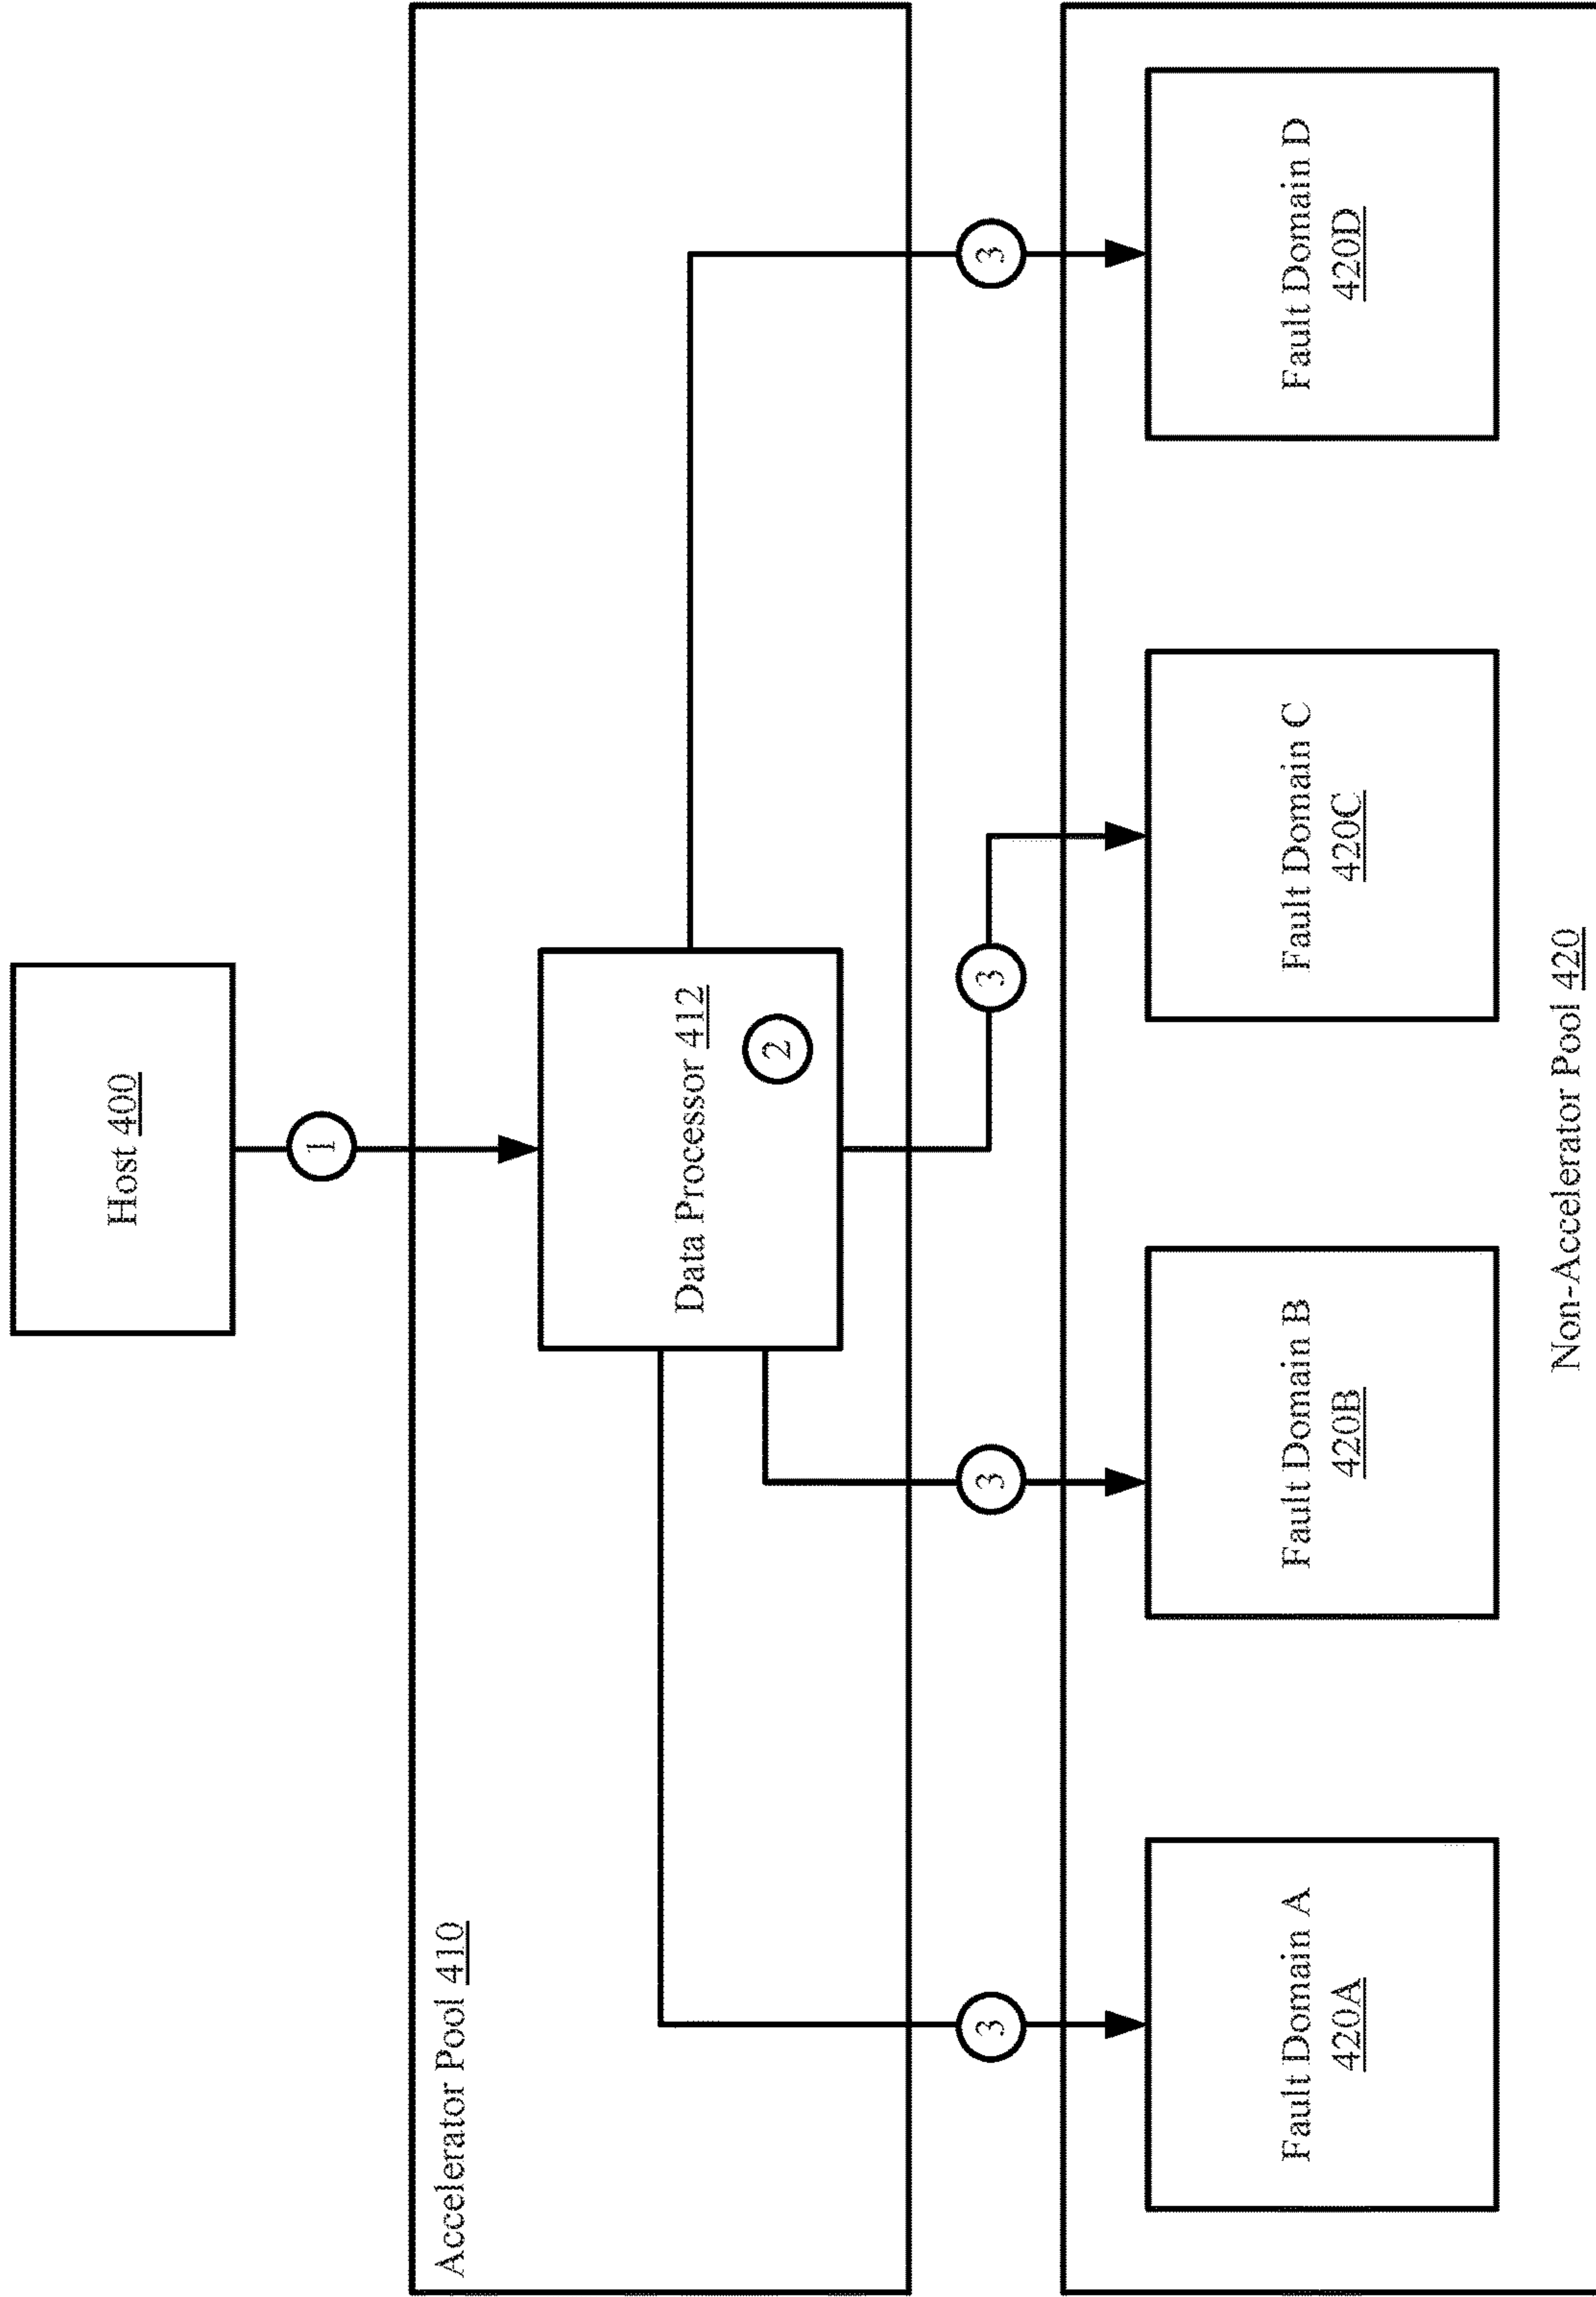 Host 400
1
Accelerator Pool 410
Data Processor 412
2
3
3
3
3
Fault Domain A
420A
Fault Domain B
420B
Fault Domain C
420C
Fault Domain D
420D
Non-Accelerator Pool 420